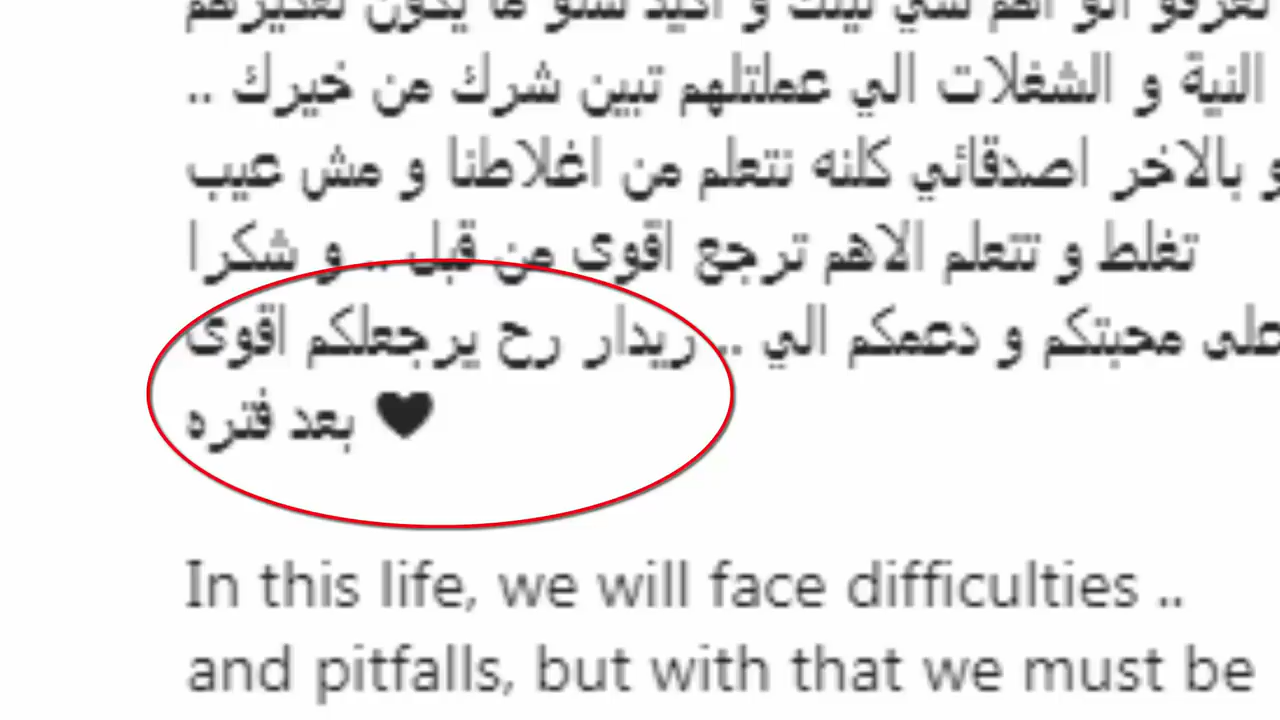 النية و الشغلات الي عملتلهم تبين شرك من خيرك ..
و بالاخر اصدقائي كلنه نتعلم من اغلاطنا و مش عيب
تغلط و تتعلم الاهم ترجع اقوى من قبل .. و شكرا
على محبتكم و دعمكم الي .. ريدار رح يرجعلكم اقوى
بعد فتره ♥
In this life, we will face difficulties ..
and pitfalls, but with that we must be